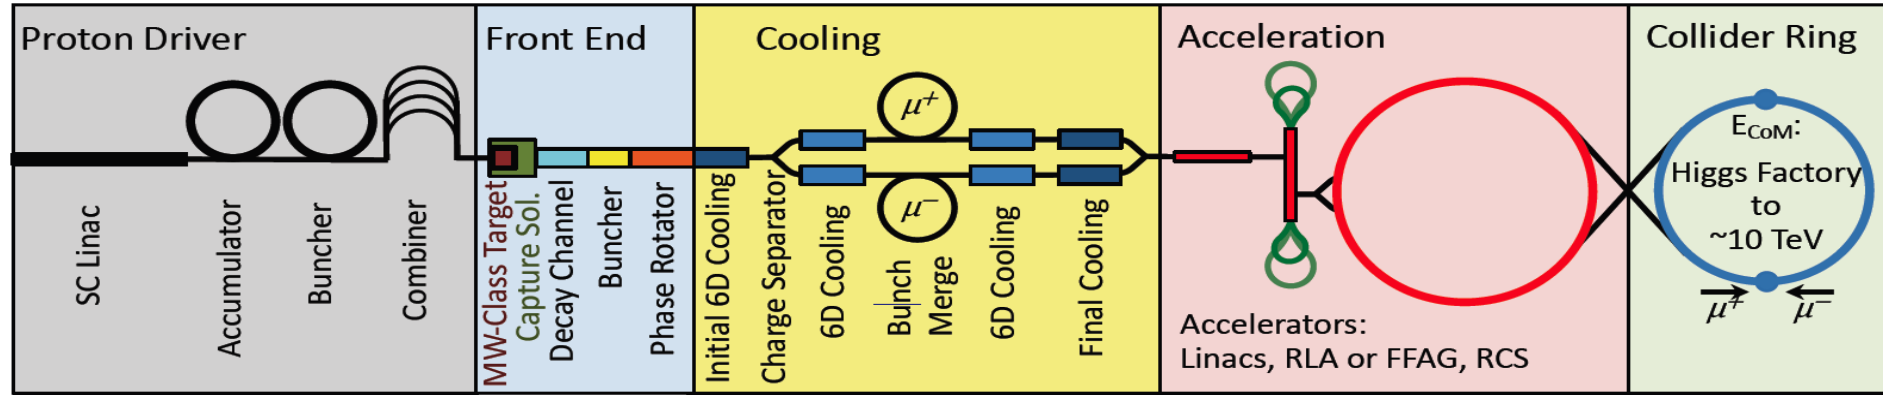 Proton Driver
Front End
Cooling
Acceleration
Collider Ring
SC Linac
Accumulator
Buncher
Combiner
MW-Class Target
Capture Sol.
Decay Channel
Buncher
Phase Rotator
Initial 6D Cooling
Charge Separator
6D Cooling
μ+
μ−
Bunch
Merge
6D Cooling
Final Cooling
Accelerators:
Linacs, RLA or FFAG, RCS
ECoM:
Higgs Factory
to
~10 TeV
μ+ μ−